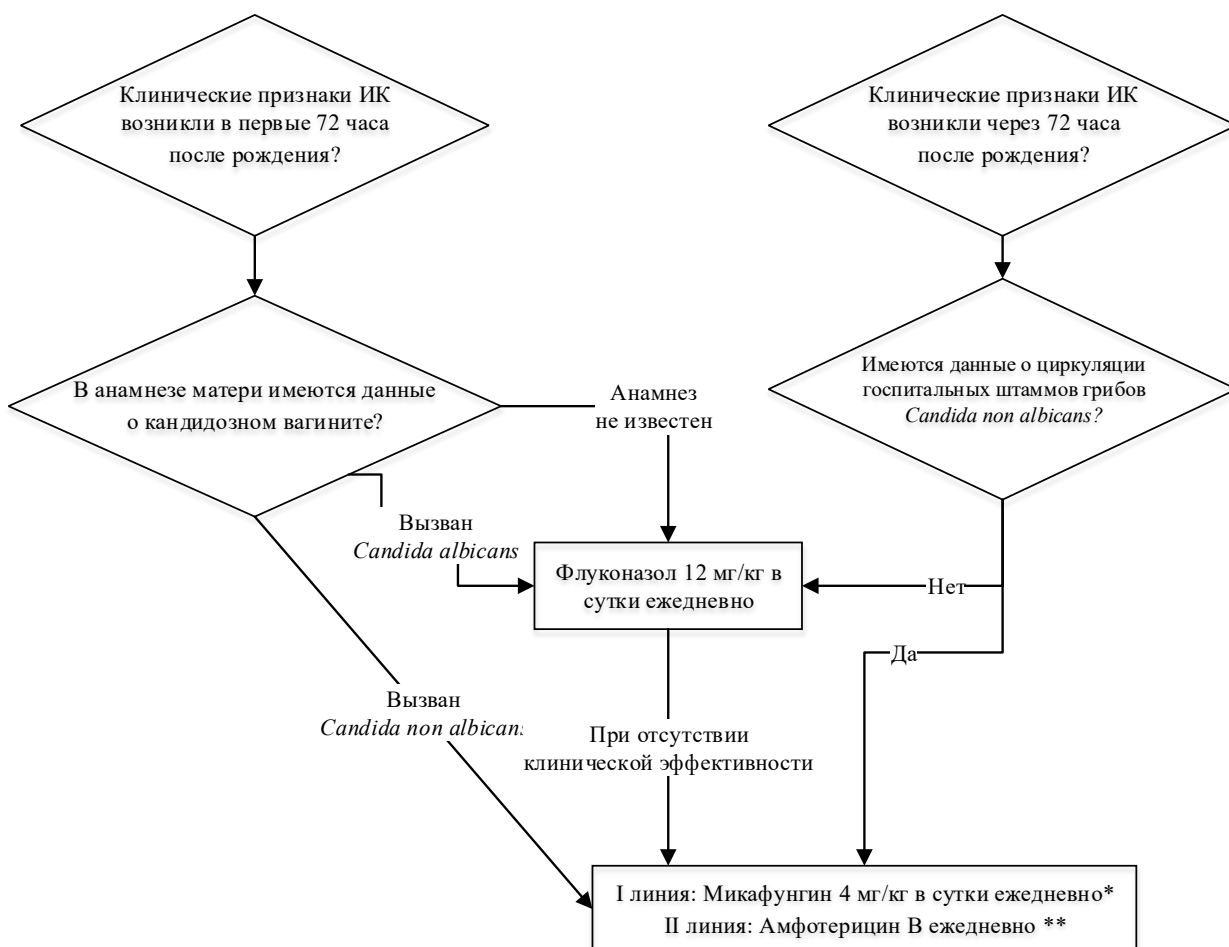 Клинические признаки ИК
возникли в первые 72 часа
после рождения?
Клинические признаки ИК
возникли через 72 часа
после рождения?
В анамнезе матери имеются данные
о кандидозном вагините?
Имеются данные о циркуляции
госпитальных штаммов грибов
Candida non albicans?
Анамнез
не известен
Вызван
Candida albicans
Флуконазол 12 мг/кг в
сутки ежедневно
Нет
Да
Вызван
Candida non albicans
При отсутствии
клинической эффективности
I линия: Микафунгин 4 мг/кг в сутки ежедневно*
II линия: Амфотерицин В ежедневно **